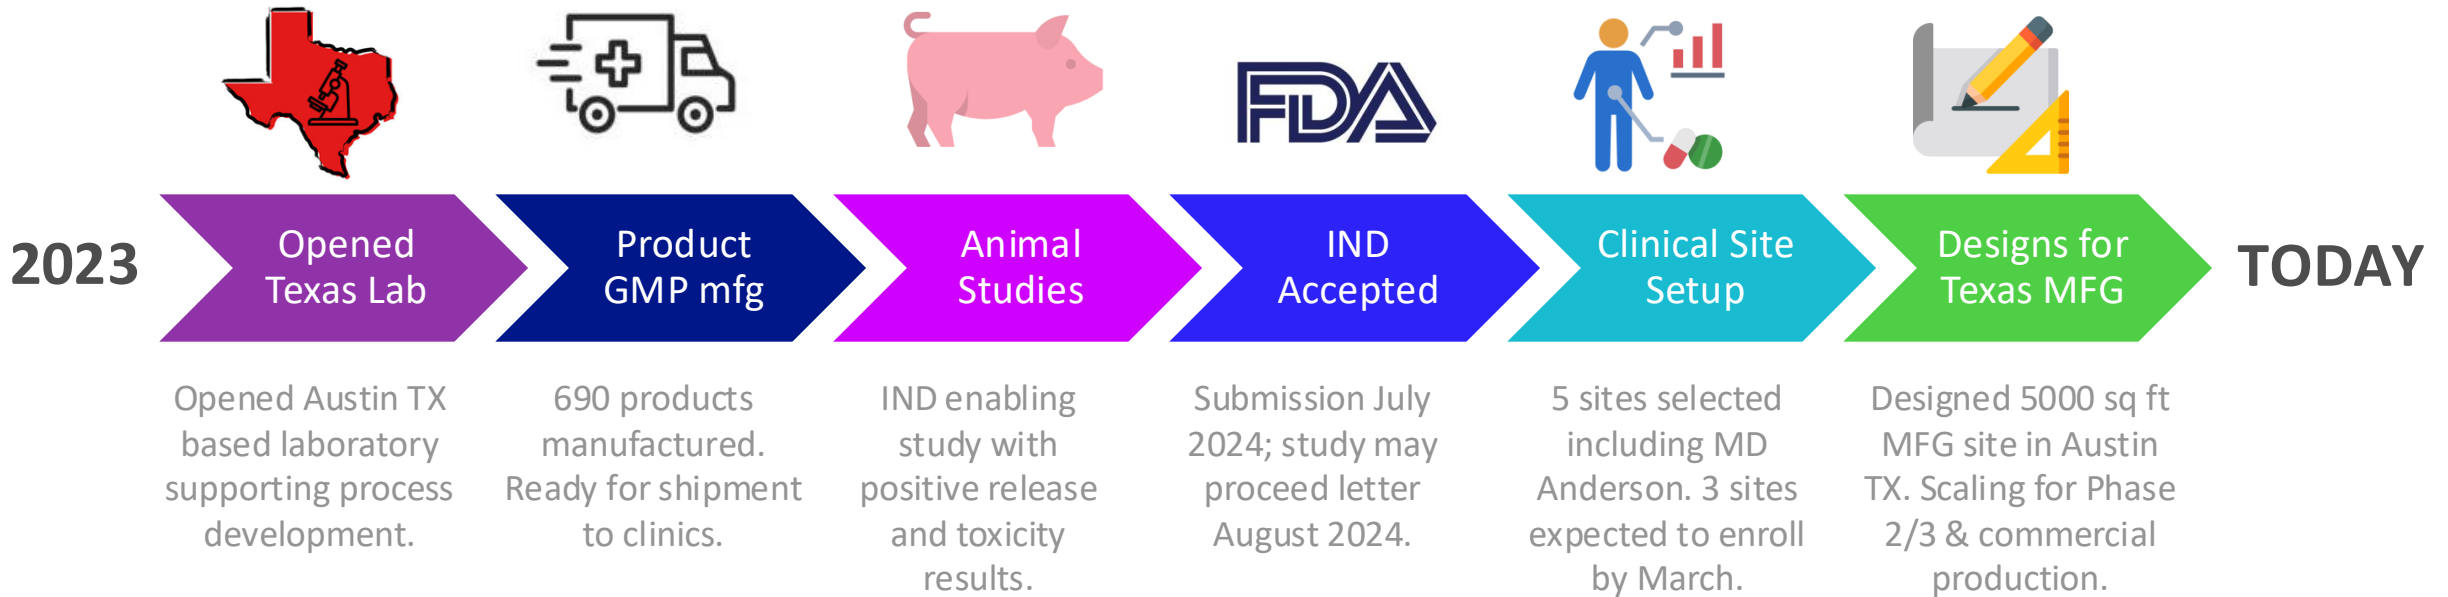 2023
Opened
Texas Lab
Opened Austin TX
based laboratory
supporting process
development.
Product
GMP mfg
690 products
manufactured.
Ready for shipment
to clinics.
Animal
Studies
IND enabling
study with
positive release
and toxicity
results.
FDA
IND
Accepted
Submission July
2024; study may
proceed letter
August 2024.
Clinical Site
Setup
5 sites selected
including MD
Anderson. 3 sites
expected to enroll
by March.
Designs for
Texas MFG
Designed 5000 sq ft
MFG site in Austin
TX. Scaling for Phase
2/3 & commercial
production.
TODAY